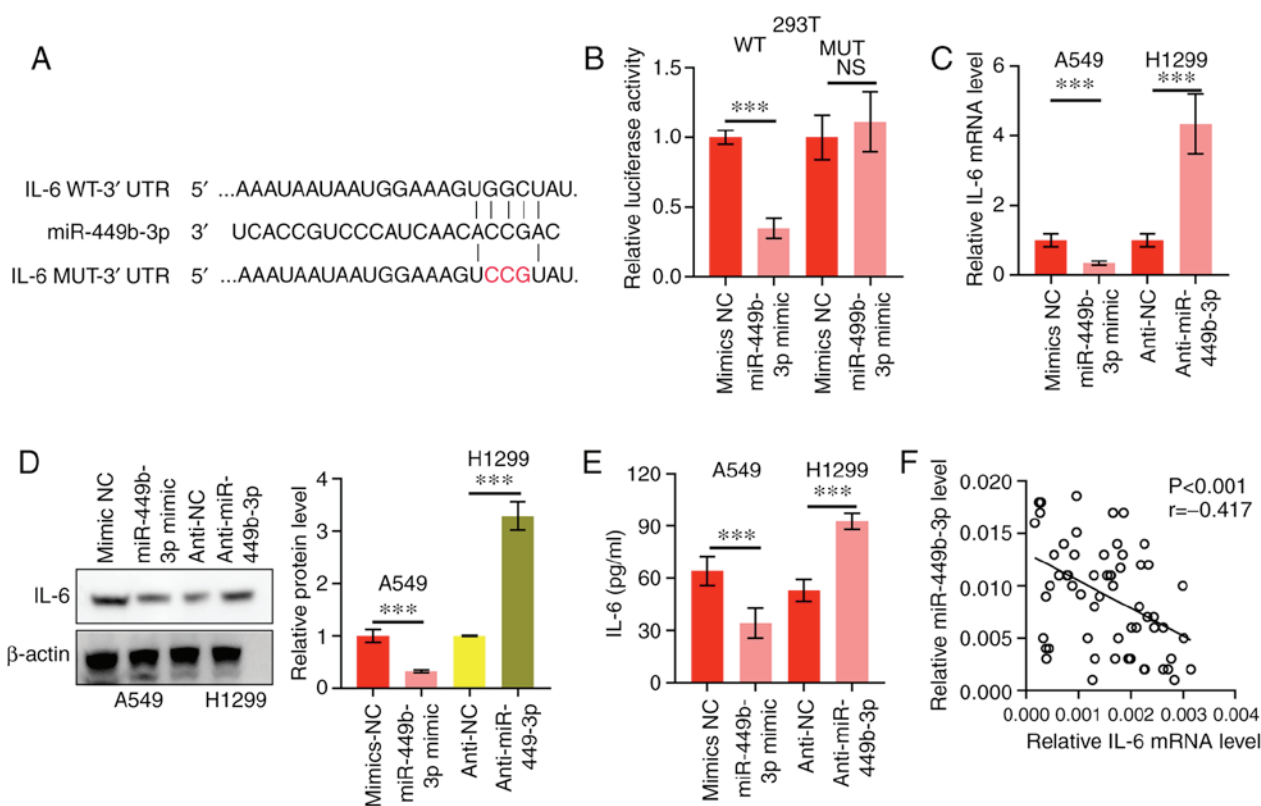 A
IL-6 WT-3′ UTR 5′ ...AAAUAAUAAUGGAAAGUGGCUAU.
miR-449b-3p 3′ UCACCGUCCCAUCAACACCGAC
IL-6 MUT-3′ UTR 5′ ...AAAUAAUAAUGGAAAGUCCGUAU.
B
293T
WT
MUT
NS
***
Relative luciferase activity
1.5
1.0
0.5
0.0
Mimics NC
miR-449b-
3p mimic
Mimics NC
miR-499b-
3p mimic
C
A549
H1299
***
***
Relative IL-6 mRNA level
6
4
2
0
Mimics NC
miR-449b-
3p mimic
Anti-NC
Anti-miR-
449b-3p
D
Mimic NC
miR-449b-
3p mimic
Anti-NC
Anti-miR-
449b-3p
IL-6
β-actin
A549
H1299
Relative protein level
4
3
2
1
0
A549
***
H1299
***
Mimics-NC
miR-449b-
3p mimic
Anti-NC
Anti-miR-
449-3p
E
IL-6 (pg/ml)
120
90
60
30
0
A549
***
H1299
***
Mimics NC
miR-449b-
3p mimic
Anti-NC
Anti-miR-
449b-3p
F
Relative miR-449b-3p level
0.020
0.015
0.010
0.005
0.000
P<0.001
r=−0.417
0.000 0.001 0.002 0.003 0.004
Relative IL-6 mRNA level